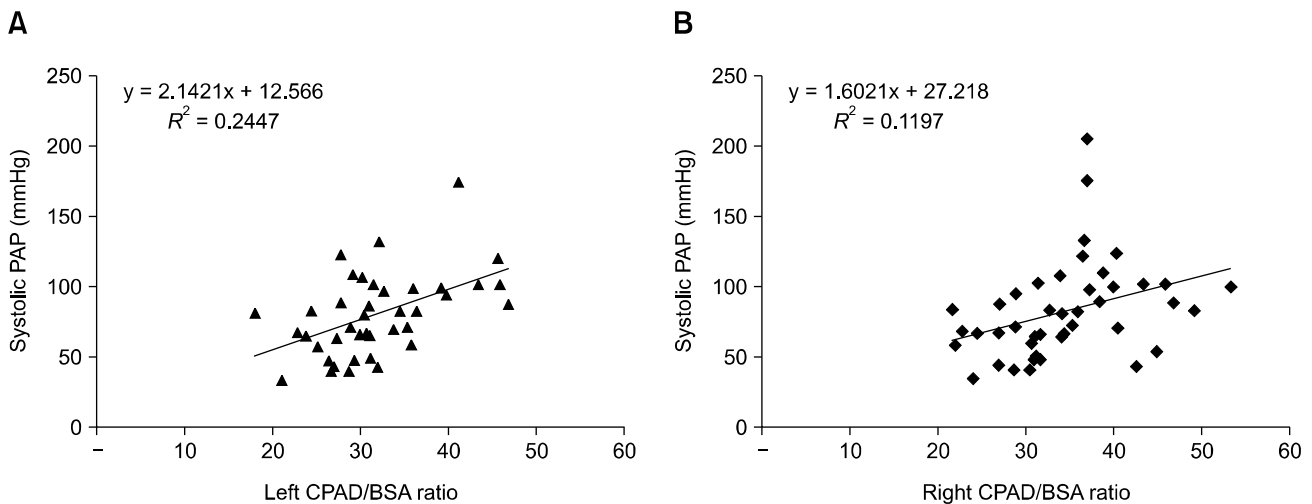 A
y = 2.1421x + 12.566
R² = 0.2447
250
200
150
100
50
0
Systolic PAP (mmHg)
– 10 20 30 40 50 60
Left CPAD/BSA ratio
B
y = 1.6021x + 27.218
R² = 0.1197
250
200
150
100
50
0
Systolic PAP (mmHg)
– 10 20 30 40 50 60
Right CPAD/BSA ratio